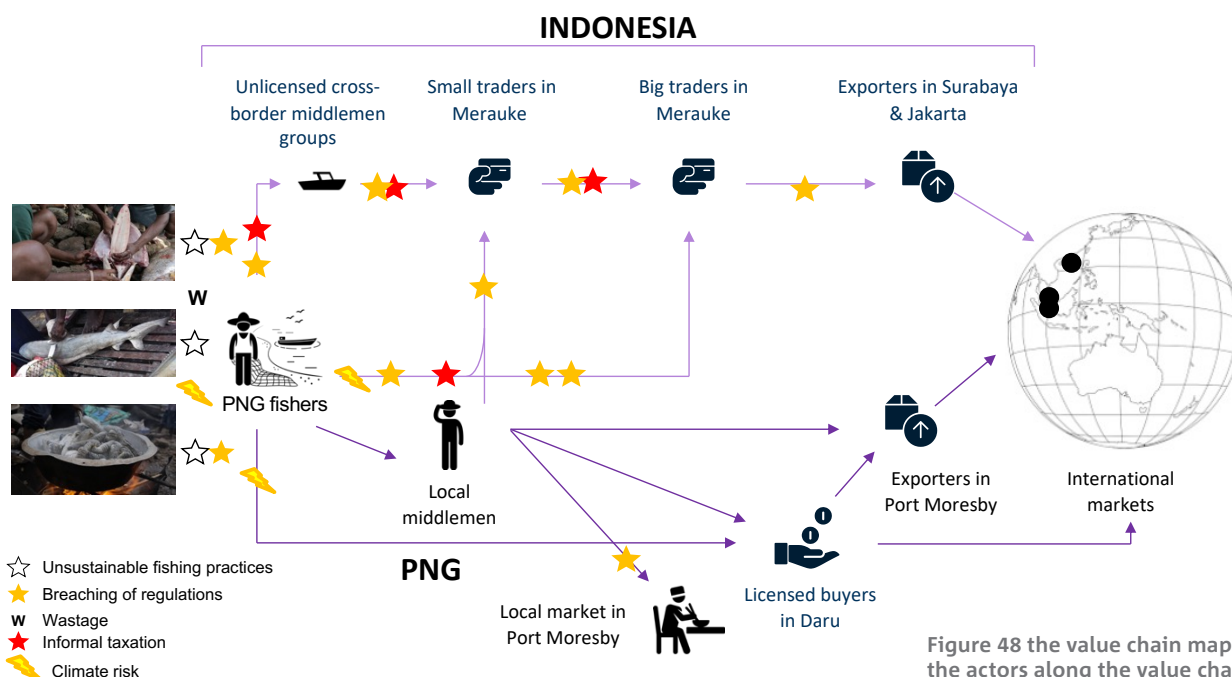 INDONESIA
Unlicensed cross-
border middlemen
groups
Small traders in
Merauke
Big traders in
Merauke
Exporters in Surabaya
& Jakarta
W
PNG fishers
Local
middlemen
Exporters in
Port Moresby
International
markets
PNG
Local market in
Port Moresby
Licensed buyers
in Daru
Unsustainable fishing practices
Breaching of regulations
W Wastage
Informal taxation
Climate risk
Figure 48 the value chain map
the actors along the value cha